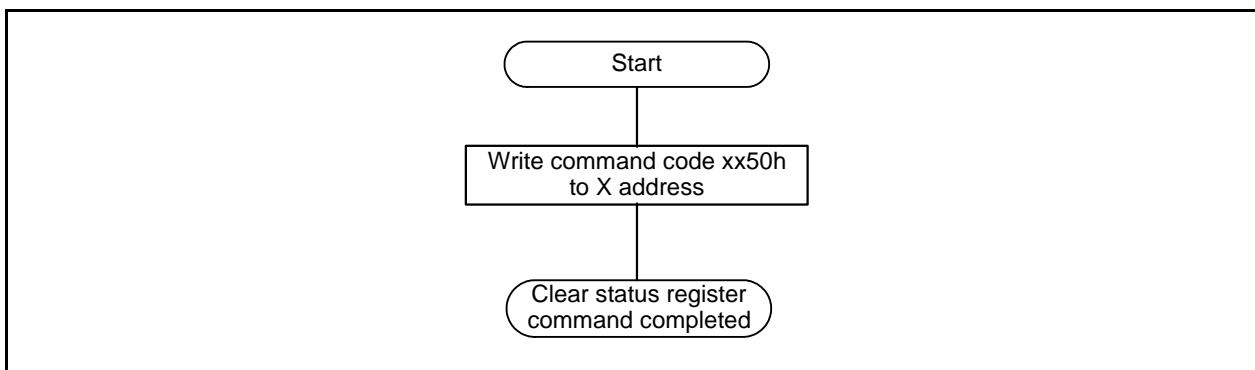 Start
Write command code xx50h
to X address
Clear status register
command completed